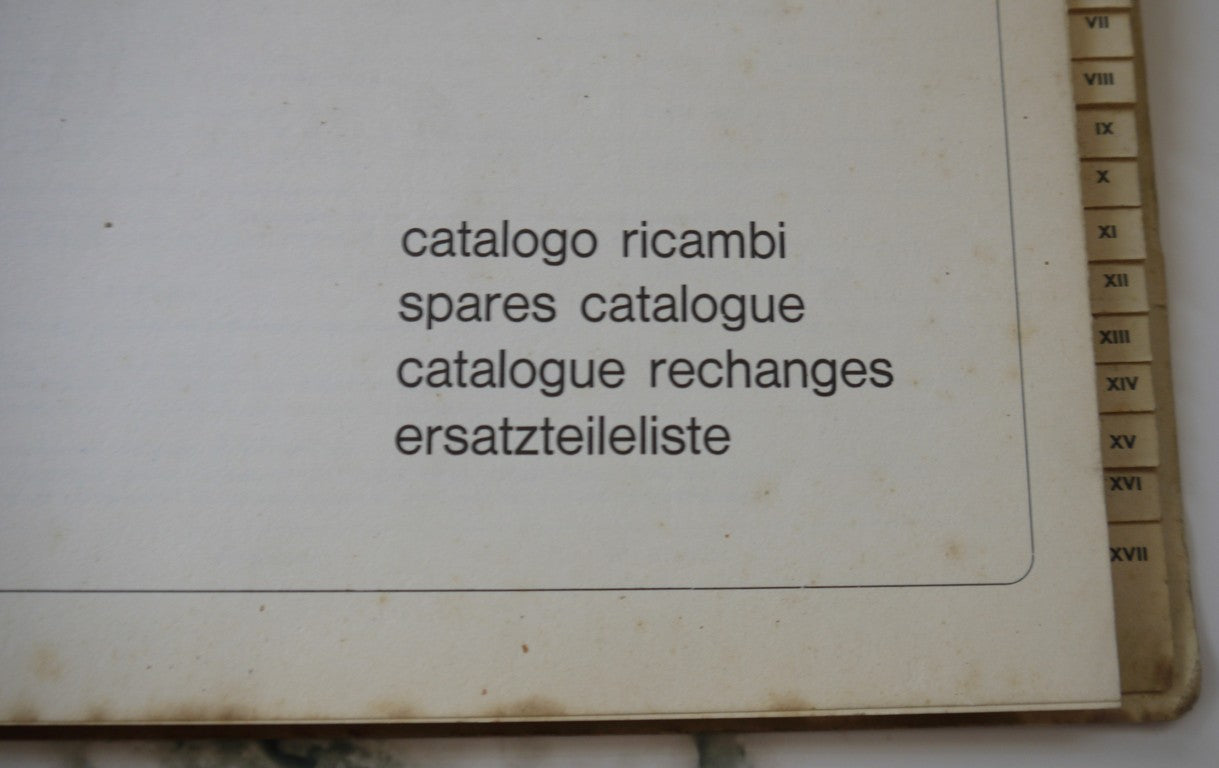 catalogo ricambi
spares catalogue
catalogue rechanges
ersatzteileliste
VII
VIII
IX
X
XI
XII
XIII
XIV
XV
XVI
XVII